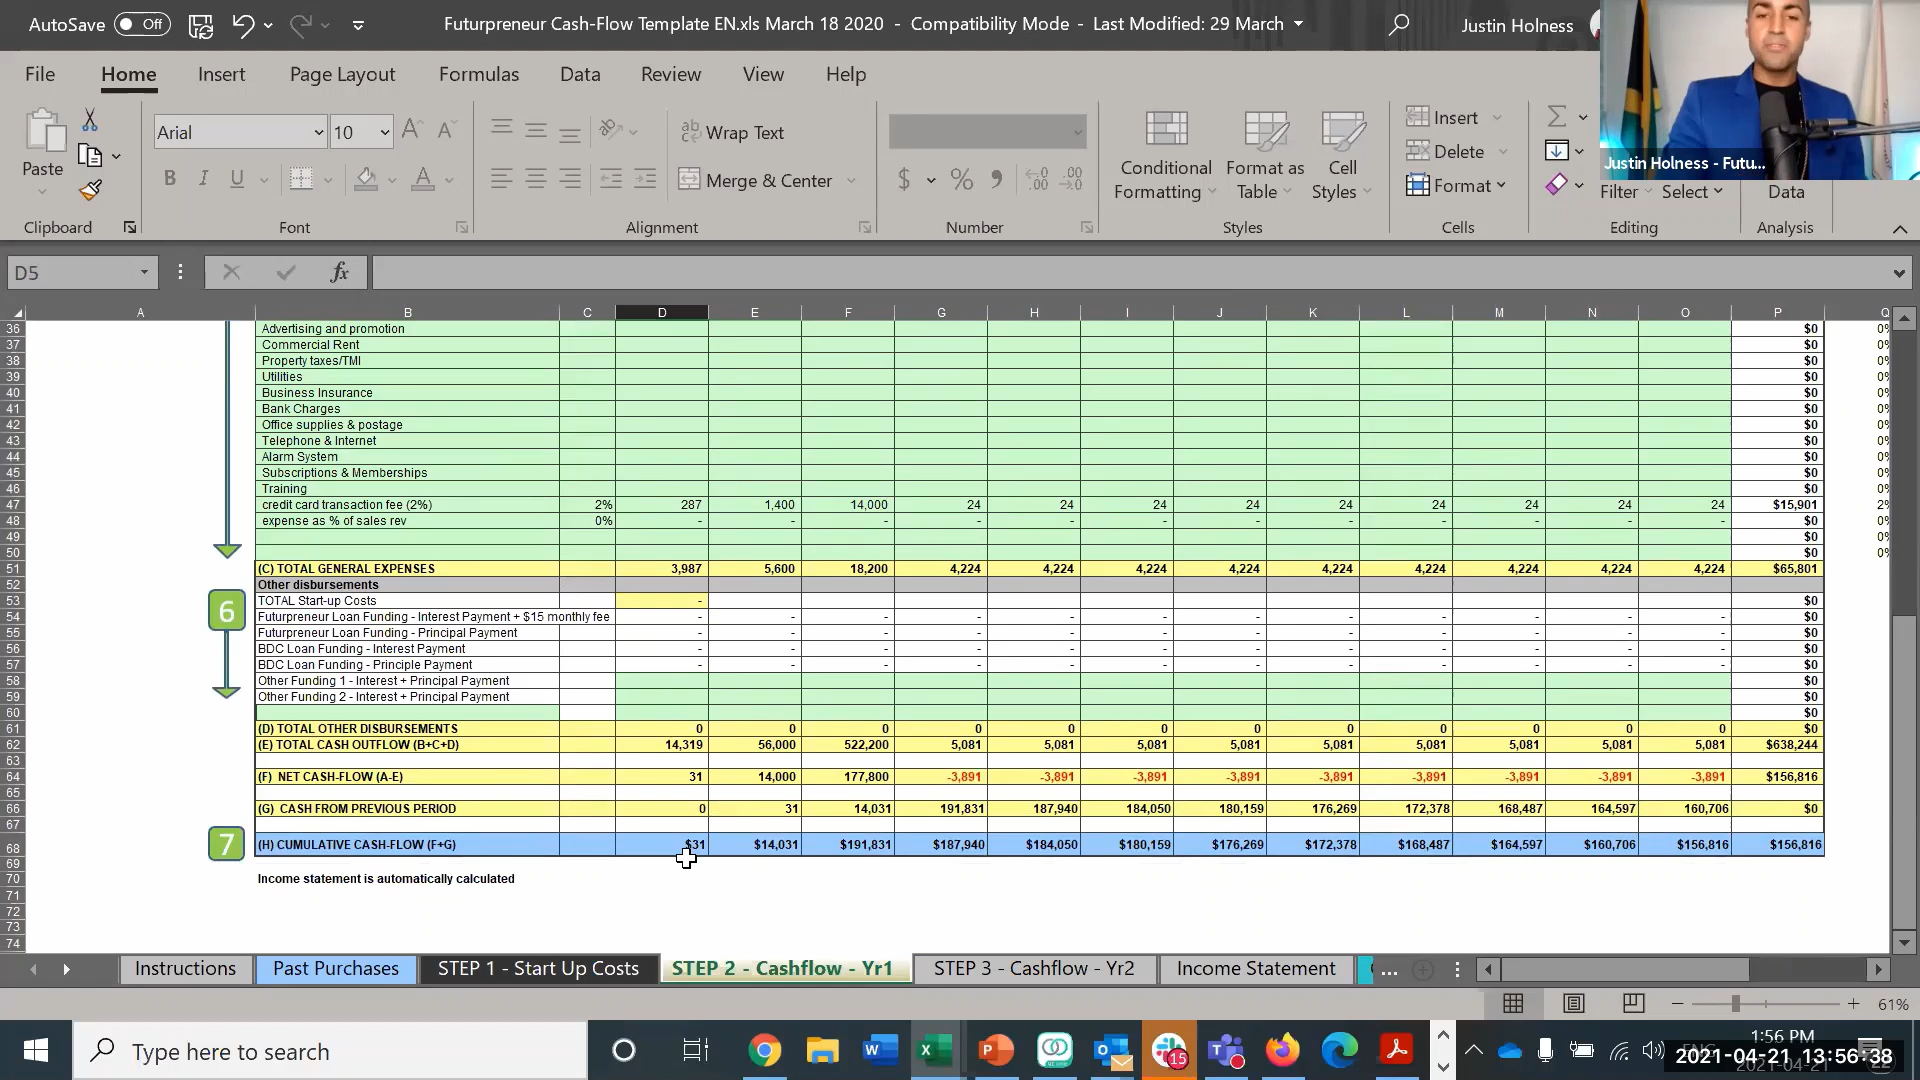 AutoSave Off Futurpreneur Cash-Flow Template EN.xls March 18 2020 - Compatibility Mode - Last Modified: 29 March Justin Holness
File Home Insert Page Layout Formulas Data Review View Help
Paste Arial 10 Wrap Text Conditional Formatting Format as Table Cell Styles Insert
Delete Justin Holness - Futu...
B I U Merge & Center $ % Format Filter Select Data
Clipboard Font Alignment Number Styles Cells Editing Analysis
D5 fx
A B C D E F G H I J K L M N O P Q
36 Advertising and promotion $0 0%
37 Commercial Rent $0 0%
38 Property taxes/TMI $0 0%
39 Utilities $0 0%
40 Business Insurance $0 0%
41 Bank Charges $0 0%
42 Office supplies & postage $0 0%
43 Telephone & Internet $0 0%
44 Alarm System $0 0%
45 Subscriptions & Memberships $0 0%
46 Training $0 0%
47 credit card transaction fee (2%) 2% 287 1,400 14,000 24 24 24 24 24 24 24 24 24 $15,901 2%
48 expense as % of sales rev 0% - - - - - - - - - - - - $0 0%
49 $0 0%
50 $0 0%
51 (C) TOTAL GENERAL EXPENSES 3,987 5,600 18,200 4,224 4,224 4,224 4,224 4,224 4,224 4,224 4,224 4,224 $65,801
52 Other disbursements
6
53 TOTAL Start-up Costs - $0
54 Futurpreneur Loan Funding - Interest Payment + $15 monthly fee - - - - - - - - - - - - $0
55 Futurpreneur Loan Funding - Principal Payment - - - - - - - - - - - - $0
56 BDC Loan Funding - Interest Payment - - - - - - - - - - - - $0
57 BDC Loan Funding - Principle Payment - - - - - - - - - - - - $0
58 Other Funding 1 - Interest + Principal Payment $0
59 Other Funding 2 - Interest + Principal Payment $0
60 $0
61 (D) TOTAL OTHER DISBURSEMENTS 0 0 0 0 0 0 0 0 0 0 0 0 $0
62 (E) TOTAL CASH OUTFLOW (B+C+D) 14,319 56,000 522,200 5,081 5,081 5,081 5,081 5,081 5,081 5,081 5,081 5,081 $638,244
63
64 (F) NET CASH-FLOW (A-E) 31 14,000 177,800 -3,891 -3,891 -3,891 -3,891 -3,891 -3,891 -3,891 -3,891 -3,891 $156,816
65
66 (G) CASH FROM PREVIOUS PERIOD 0 31 14,031 191,831 187,940 184,050 180,159 176,269 172,378 168,487 164,597 160,706 $0
67
7
68 (H) CUMULATIVE CASH-FLOW (F+G) $31 $14,031 $191,831 $187,940 $184,050 $180,159 $176,269 $172,378 $168,487 $164,597 $160,706 $156,816 $156,816
69
70 Income statement is automatically calculated
71
72
73
74
Instructions Past Purchases STEP 1 - Start Up Costs STEP 2 - Cashflow - Yr1 STEP 3 - Cashflow - Yr2 Income Statement ...
61%
Type here to search 15 1:56 PM
2021-04-21 13:56:38